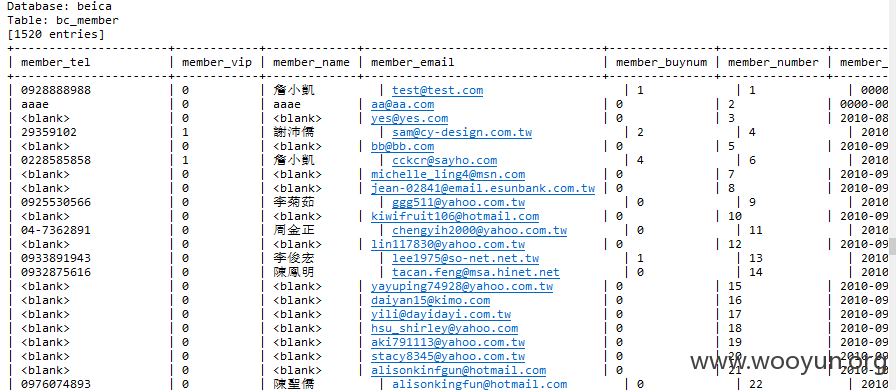 Database: beica
Table: bc_member
[1520 entries]
| member_tel | member_vip | member_name | member_email | member_buynum | member_number | member_
| 0928888988 | 0 | 詹小凱 | test@test.com | 1 | 1 | 0000
| aaae | 0 | aaae | aa@aa.com | 0 | 2 | 0000-00
| <blank> | 0 | <blank> | yes@yes.com | 0 | 3 | 2010-08
| 29359102 | 1 | 謝沛儒 | sam@cy-design.com.tw | 2 | 4 | 2010
| <blank> | 0 | <blank> | bb@bb.com | 0 | 5 | 2010-09
| 0228585858 | 1 | 詹小凱 | cckcr@sayho.com | 4 | 6 | 2010
| <blank> | 0 | <blank> | michelle_ling4@msn.com | 0 | 7 | 2010-09
| <blank> | 0 | <blank> | jean-02841@email.esunbank.com.tw | 0 | 8 | 2010-09
| 0925530566 | 0 | 李菊茹 | ggg511@yahoo.com.tw | 0 | 9 | 2010
| <blank> | 0 | <blank> | kiwifruit106@hotmail.com | 0 | 10 | 2010-09
| 04-7362891 | 0 | 周金正 | chengyih2000@yahoo.com.tw | 0 | 11 | 2010
| <blank> | 0 | <blank> | lin117830@yahoo.com.tw | 0 | 12 | 2010-09
| 0933891943 | 0 | 李俊宏 | lee1975@so-net.net.tw | 1 | 13 | 2010
| 0932875616 | 0 | 陳鳳明 | tacan.feng@msa.hinet.net | 0 | 14 | 2010
| <blank> | 0 | <blank> | yayuping74928@yahoo.com.tw | 0 | 15 | 2010-09
| <blank> | 0 | <blank> | daiyan15@kimo.com | 0 | 16 | 2010-09
| <blank> | 0 | <blank> | yili@dayidayi.com.tw | 0 | 17 | 2010-09
| <blank> | 0 | <blank> | hsu_shirley@yahoo.com | 0 | 18 | 2010-09
| <blank> | 0 | <blank> | aki791113@yahoo.com.tw | 0 | 19 | 2010-09
| <blank> | 0 | <blank> | stacy8345@yahoo.com.tw | 0 | 20
| <blank> | 0 | <blank> | alisonkinfgun@hotmail.com | 0 | 21
| 0976074893 | 0 | 陳聖儒 | alisonkingfun@hotmail.com | 0 | 22 | 2010
www.wooyun.org